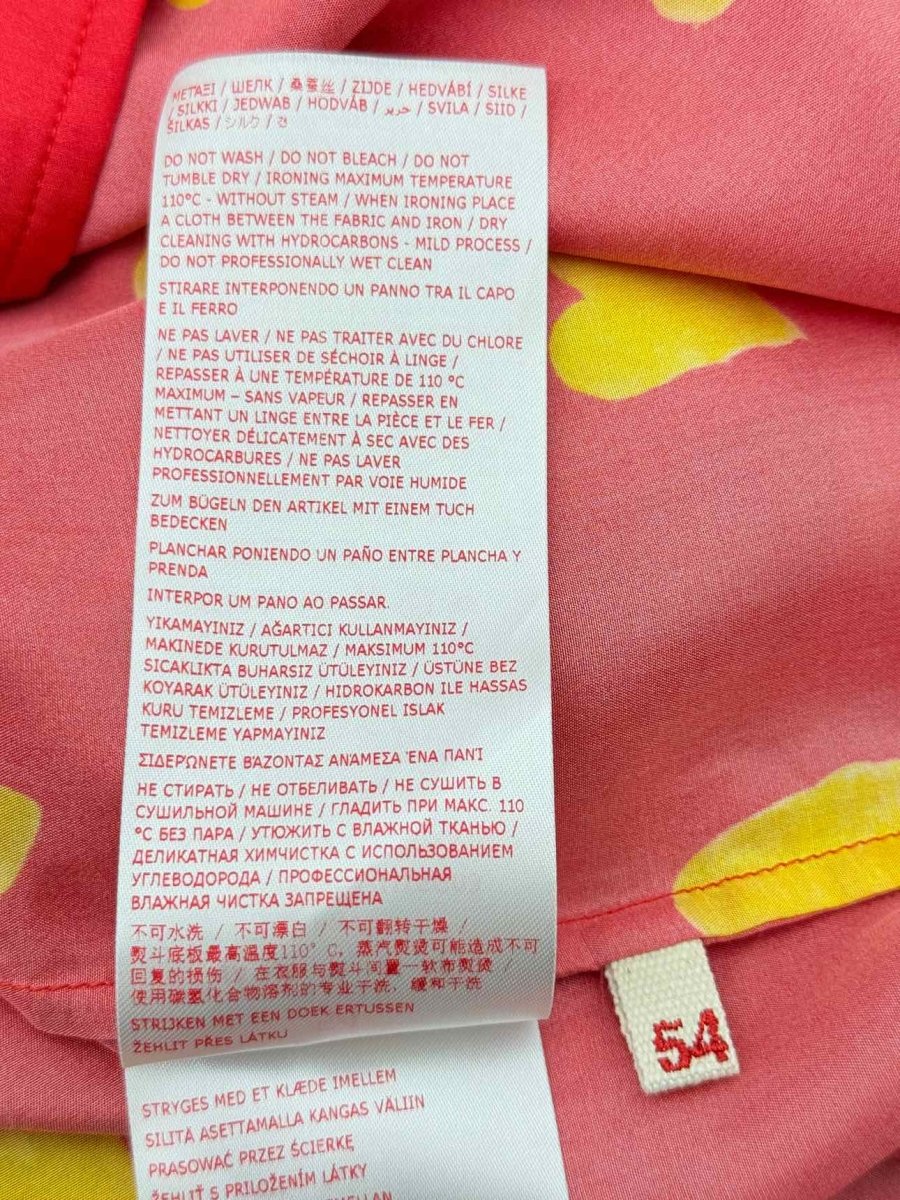 ΜΕΤΑΞΙ / ШЕЛК / 桑蚕丝 / ZIJDE / HEDVÁBÍ / SILKE
/ SILKKI / JEDWAB / HODVÁB / حرير / SVILA / SIID /
ŠILKAS / シルク / 견
DO NOT WASH / DO NOT BLEACH / DO NOT
TUMBLE DRY / IRONING MAXIMUM TEMPERATURE
110°C - WITHOUT STEAM / WHEN IRONING PLACE
A CLOTH BETWEEN THE FABRIC AND IRON / DRY
CLEANING WITH HYDROCARBONS - MILD PROCESS /
DO NOT PROFESSIONALLY WET CLEAN
STIRARE INTERPONENDO UN PANNO TRA IL CAPO
E IL FERRO
NE PAS LAVER / NE PAS TRAITER AVEC DU CHLORE
/ NE PAS UTILISER DE SÉCHOIR À LINGE /
REPASSER À UNE TEMPÉRATURE DE 110 °C
MAXIMUM – SANS VAPEUR / REPASSER EN
METTANT UN LINGE ENTRE LA PIÈCE ET LE FER /
NETTOYER DÉLICATEMENT À SEC AVEC DES
HYDROCARBURES / NE PAS LAVER
PROFESSIONNELLEMENT PAR VOIE HUMIDE
ZUM BÜGELN DEN ARTIKEL MIT EINEM TUCH
BEDECKEN
PLANCHAR PONIENDO UN PAÑO ENTRE PLANCHA Y
PRENDA
INTERPOR UM PANO AO PASSAR.
YIKAMAYINIZ / AĞARTICI KULLANMAYINIZ /
MAKINEDE KURUTULMAZ / MAKSIMUM 110°C
SICAKLIKTA BUHARSIZ ÜTÜLEYINIZ / ÜSTÜNE BEZ
KOYARAK ÜTÜLEYINIZ / HIDROKARBON ILE HASSAS
KURU TEMIZLEME / PROFESYONEL ISLAK
TEMIZLEME YAPMAYINIZ
ΣΙΔΕΡΏΝΕΤΕ ΒΆΖΟΝΤΑΣ ΑΝΆΜΕΣΑ ΈΝΑ ΠΑΝΊ
НЕ СТИРАТЬ / НЕ ОТБЕЛИВАТЬ / НЕ СУШИТЬ В
СУШИЛЬНОЙ МАШИНЕ / ГЛАДИТЬ ПРИ МАКС. 110
°C БЕЗ ПАРА / УТЮЖИТЬ С ВЛАЖНОЙ ТКАНЬЮ /
ДЕЛИКАТНАЯ ХИМЧИСТКА С ИСПОЛЬЗОВАНИЕМ
УГЛЕВОДОРОДА / ПРОФЕССИОНАЛЬНАЯ
ВЛАЖНАЯ ЧИСТКА ЗАПРЕЩЕНА
不可水洗 / 不可漂白 / 不可翻转干燥 /
熨斗底板最高温度110° C，蒸汽熨烫可能造成不可
回复的损伤 / 在衣服与熨斗间置一软布熨烫 /
使用碳氢化合物溶剂的专业干洗，缓和干洗
STRIJKEN MET EEN DOEK ERTUSSEN
ŽEHLIT PŘES LÁTKU
STRYGES MED ET KLÆDE IMELLEM
SILITÄ ASETTAMALLA KANGAS VÄLIIN
PRASOWAĆ PRZEZ ŚCIERKĘ
ŽEHLIŤ S PRILOŽENÍM LÁTKY
54